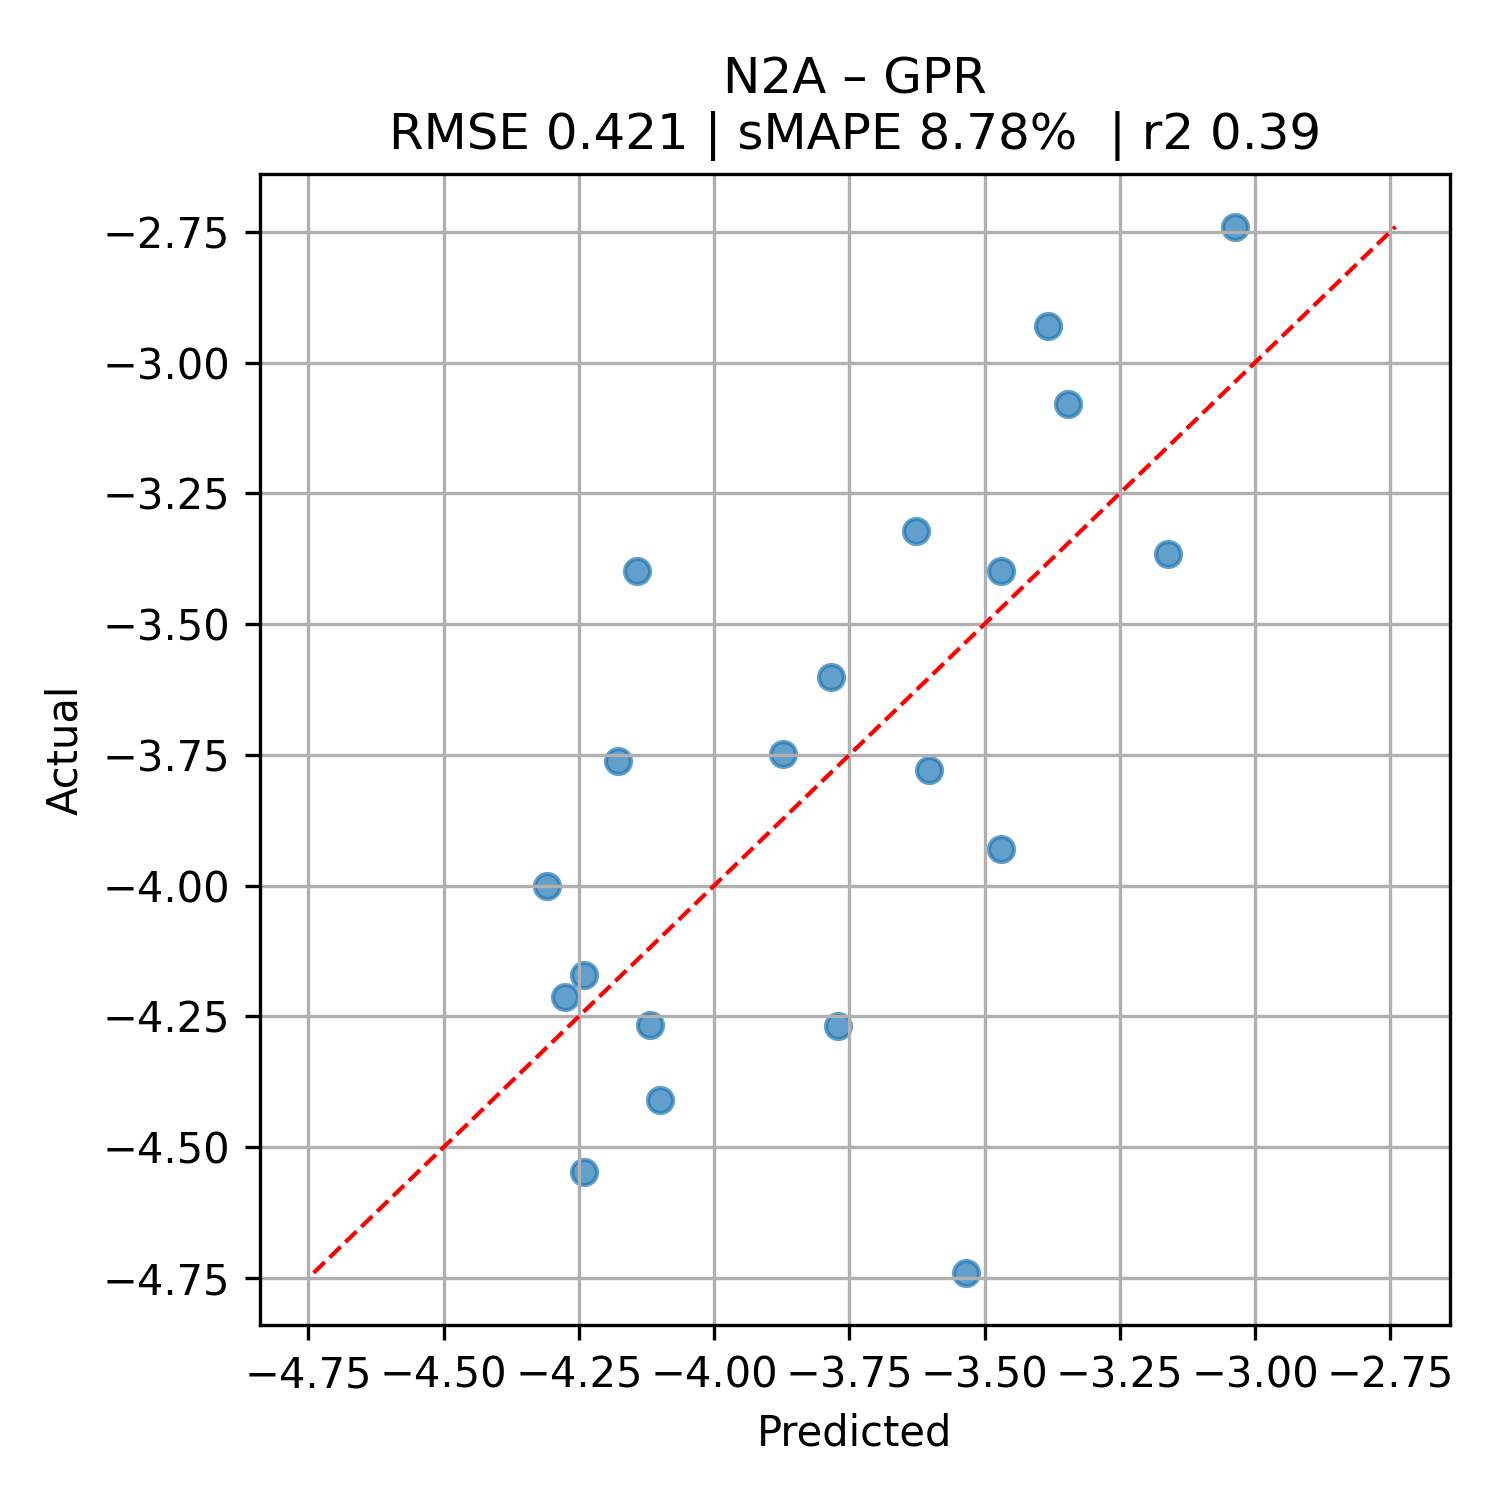 N2A – GPR
RMSE 0.421 | sMAPE 8.78%  | r2 0.39
−2.75
−3.00
−3.25
−3.50
−3.75
−4.00
−4.25
−4.50
−4.75
Actual
−4.75 −4.50 −4.25 −4.00 −3.75 −3.50 −3.25 −3.00 −2.75
Predicted